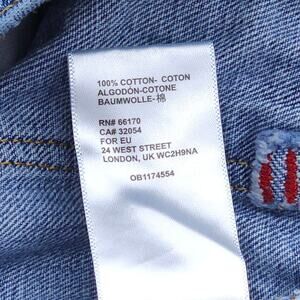 100% COTTON- COTON
ALGODÓN-COTONE
BAUMWOLLE-棉
RN# 66170
CA# 32054
FOR EU
24 WEST STREET
LONDON, UK WC2H9NA
OB1174554